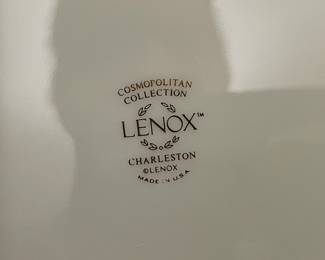 COSMOPOLITAN
COLLECTION
LENOX™
CHARLESTON
©LENOX
MADE IN U.S.A.